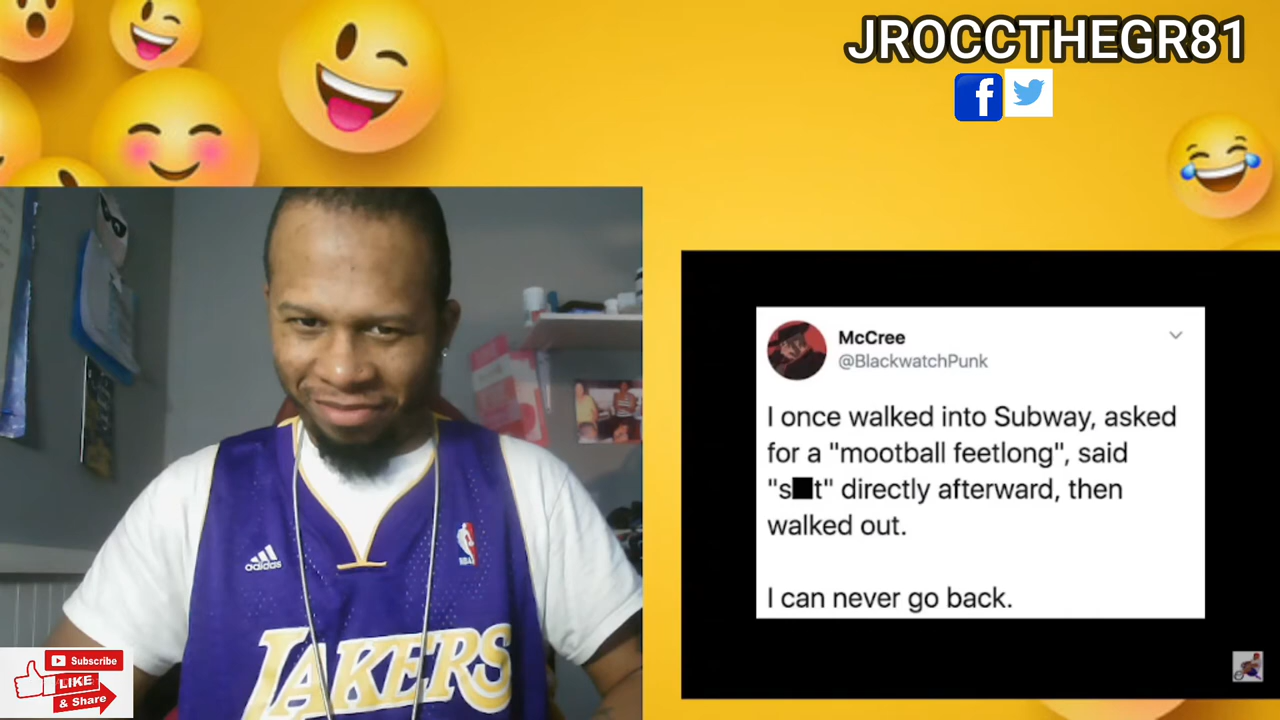 JROCCTHEGR81
f
McCree
@BlackwatchPunk
I once walked into Subway, asked
for a "mootball feetlong", said
"s■t" directly afterward, then
walked out.
I can never go back.
adidas
NBA
LAKERS
Subscribe
LIKE
& Share